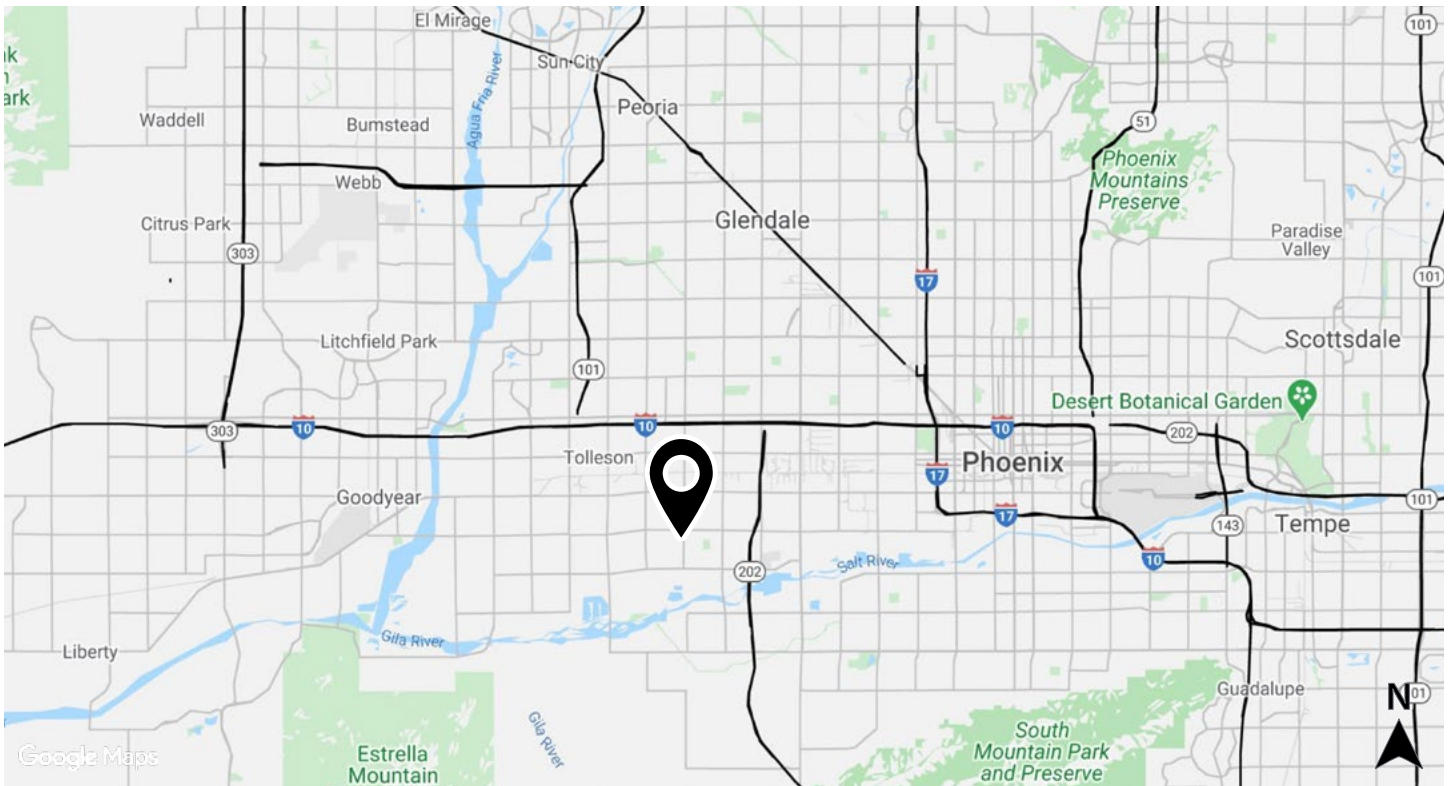 El Mirage
101
Sun City
ark
Agua Fria River
Peoria
Waddell
Bumstead
51
Phoenix
Mountains
Preserve
Webb
Citrus Park
Glendale
Paradise
Valley
303
17
101
Litchfield Park
Scottsdale
101
Desert Botanical Garden
303
10
10
10
202
Tolleson
Phoenix
17
Goodyear
101
17
143
Tempe
202
Salt River
10
Gila River
Liberty
Guadalupe
N
01
Gila River
South
Mountain Park
and Preserve
Estrella
Mountain
Google Maps